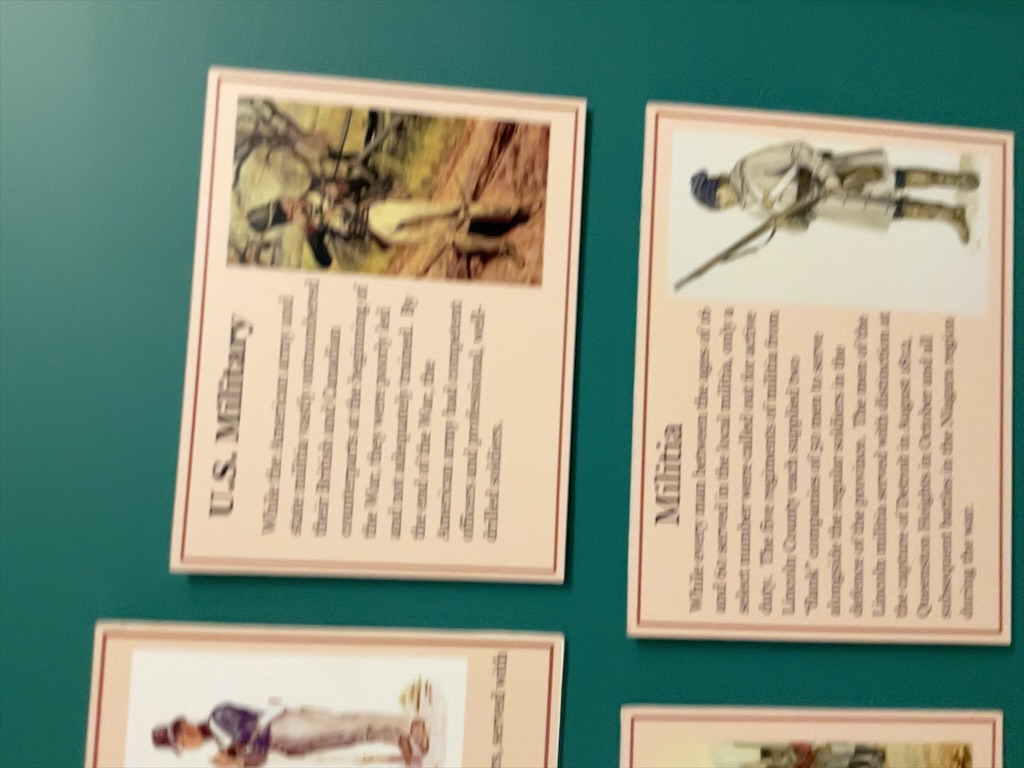 U.S. Military
While the American army and
state militia vastly outnumbered
their British and Canadian
counterparts at the beginning of
the War, they were poorly led
and not adequately trained. By
the end of the War, the
American army had competent
officers and professional, well-
drilled soldiers.
Militia
While every man between the ages of 16
and 60 served in the local militia, only a
select number were called out for active
duty. The five regiments of militia from
Lincoln County each supplied two
"flank" companies of 50 men to serve
alongside the regular soldiers in the
defence of the province. The men of the
Lincoln militia served with distinction at
the capture of Detroit in August 1812,
Queenston Heights in October and all
subsequent battles in the Niagara region
during the war.
served with